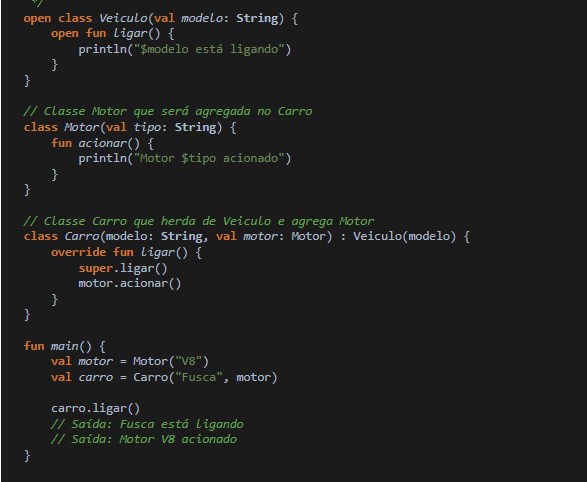 */
open class Veiculo(val modelo: String) {
    open fun ligar() {
        println("$modelo está ligando")
    }
}

// Classe Motor que será agregada no Carro
class Motor(val tipo: String) {
    fun acionar() {
        println("Motor $tipo acionado")
    }
}

// Classe Carro que herda de Veiculo e agrega Motor
class Carro(modelo: String, val motor: Motor) : Veiculo(modelo) {
    override fun ligar() {
        super.ligar()
        motor.acionar()
    }
}

fun main() {
    val motor = Motor("V8")
    val carro = Carro("Fusca", motor)

    carro.ligar()
    // Saída: Fusca está ligando
    // Saída: Motor V8 acionado
}